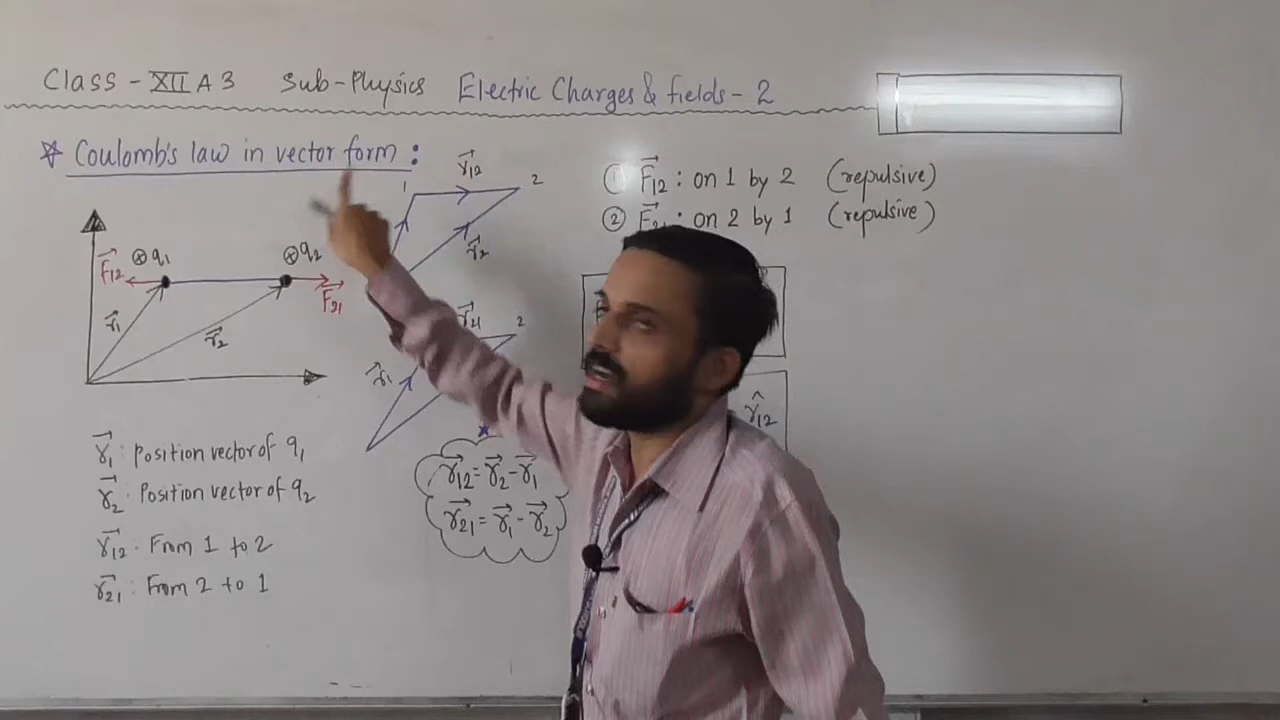 Class - XII A 3 Sub-Physics Electric Charges & fields - 2
☆ Coulomb's law in vector form :
① F⃗12 : on 1 by 2 (repulsive)
② F⃗21 : on 2 by 1 (repulsive)
1 r⃗12 2
r⃗2
F⃗12 ⊗ q1 ⊗ q2 F⃗21
r⃗1 r⃗2
r⃗21 2
r⃗1
r̂12
r⃗1 : Position vector of q1
r⃗2 : Position vector of q2
r⃗12 : From 1 to 2
r⃗21 : From 2 to 1
r⃗12 = r⃗2 - r⃗1
r⃗21 = r⃗1 - r⃗2